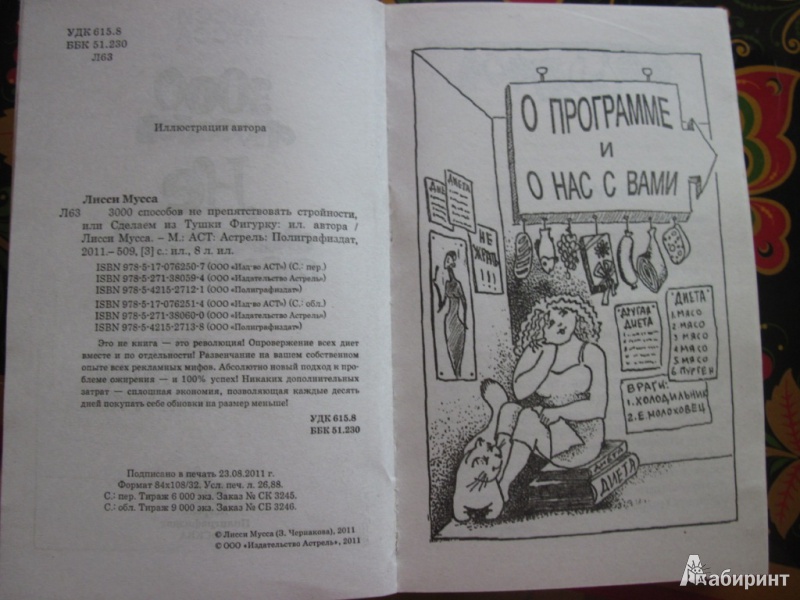 УДК 615.8
ББК 51.230
Л63
Иллюстрации автора
Лисси Мусса
Л63 3000 способов не препятствовать стройности,
или Сделаем из Тушки Фигурку: ил. автора /
Лисси Мусса. – М.: АСТ: Астрель: Полиграфиздат,
2011.– 509, [3] с.: ил., 8 л. ил.
ISBN 978-5-17-076250-7 (ООО «Изд-во АСТ») (С.: пер.)
ISBN 978-5-271-38059-4 (ООО «Издательство Астрель»)
ISBN 978-5-4215-2712-1 (ООО «Полиграфиздат»)
ISBN 978-5-17-076251-4 (ООО «Изд-во АСТ») (С.: обл.)
ISBN 978-5-271-38060-0 (ООО «Издательство Астрель»)
ISBN 978-5-4215-2713-8 (ООО «Полиграфиздат»)
Это не книга — это революция! Опровержение всех диет
вместе и по отдельности! Развенчание на вашем собственном
опыте всех рекламных мифов. Абсолютно новый подход к про-
блеме ожирения — и 100% успех! Никаких дополнительных
затрат — сплошная экономия, позволяющая каждые десять
дней покупать себе обновки на размер меньше!
УДК 615.8
ББК 51.230
Подписано в печать 23.08.2011 г.
Формат 84х108/32. Усл. печ. л. 26,88.
С.: пер. Тираж 6 000 экз. Заказ № СК 3245.
С.: обл. Тираж 9 000 экз. Заказ № СБ 3246.
© Лисси Мусса (З. Чернакова), 2011
© ООО «Издательство Астрель», 2011
О ПРОГРАММЕ
и
О НАС С ВАМИ
ДИЕТА
НЕ
ЖРАТЬ
!!!
"ДРУГАЯ"
ДИЕТА
"ДИЕТА"
1. МЯСО
2 МЯСО
3 МЯСО
4 МЯСО
5 МЯСО
6 ПУРГЕН
ВРАГИ:
1. ХОЛОДИЛЬНИК
2. Е. МОЛОХОВЕЦ
ДИЕТА
ДИЕТА
Лабиринт